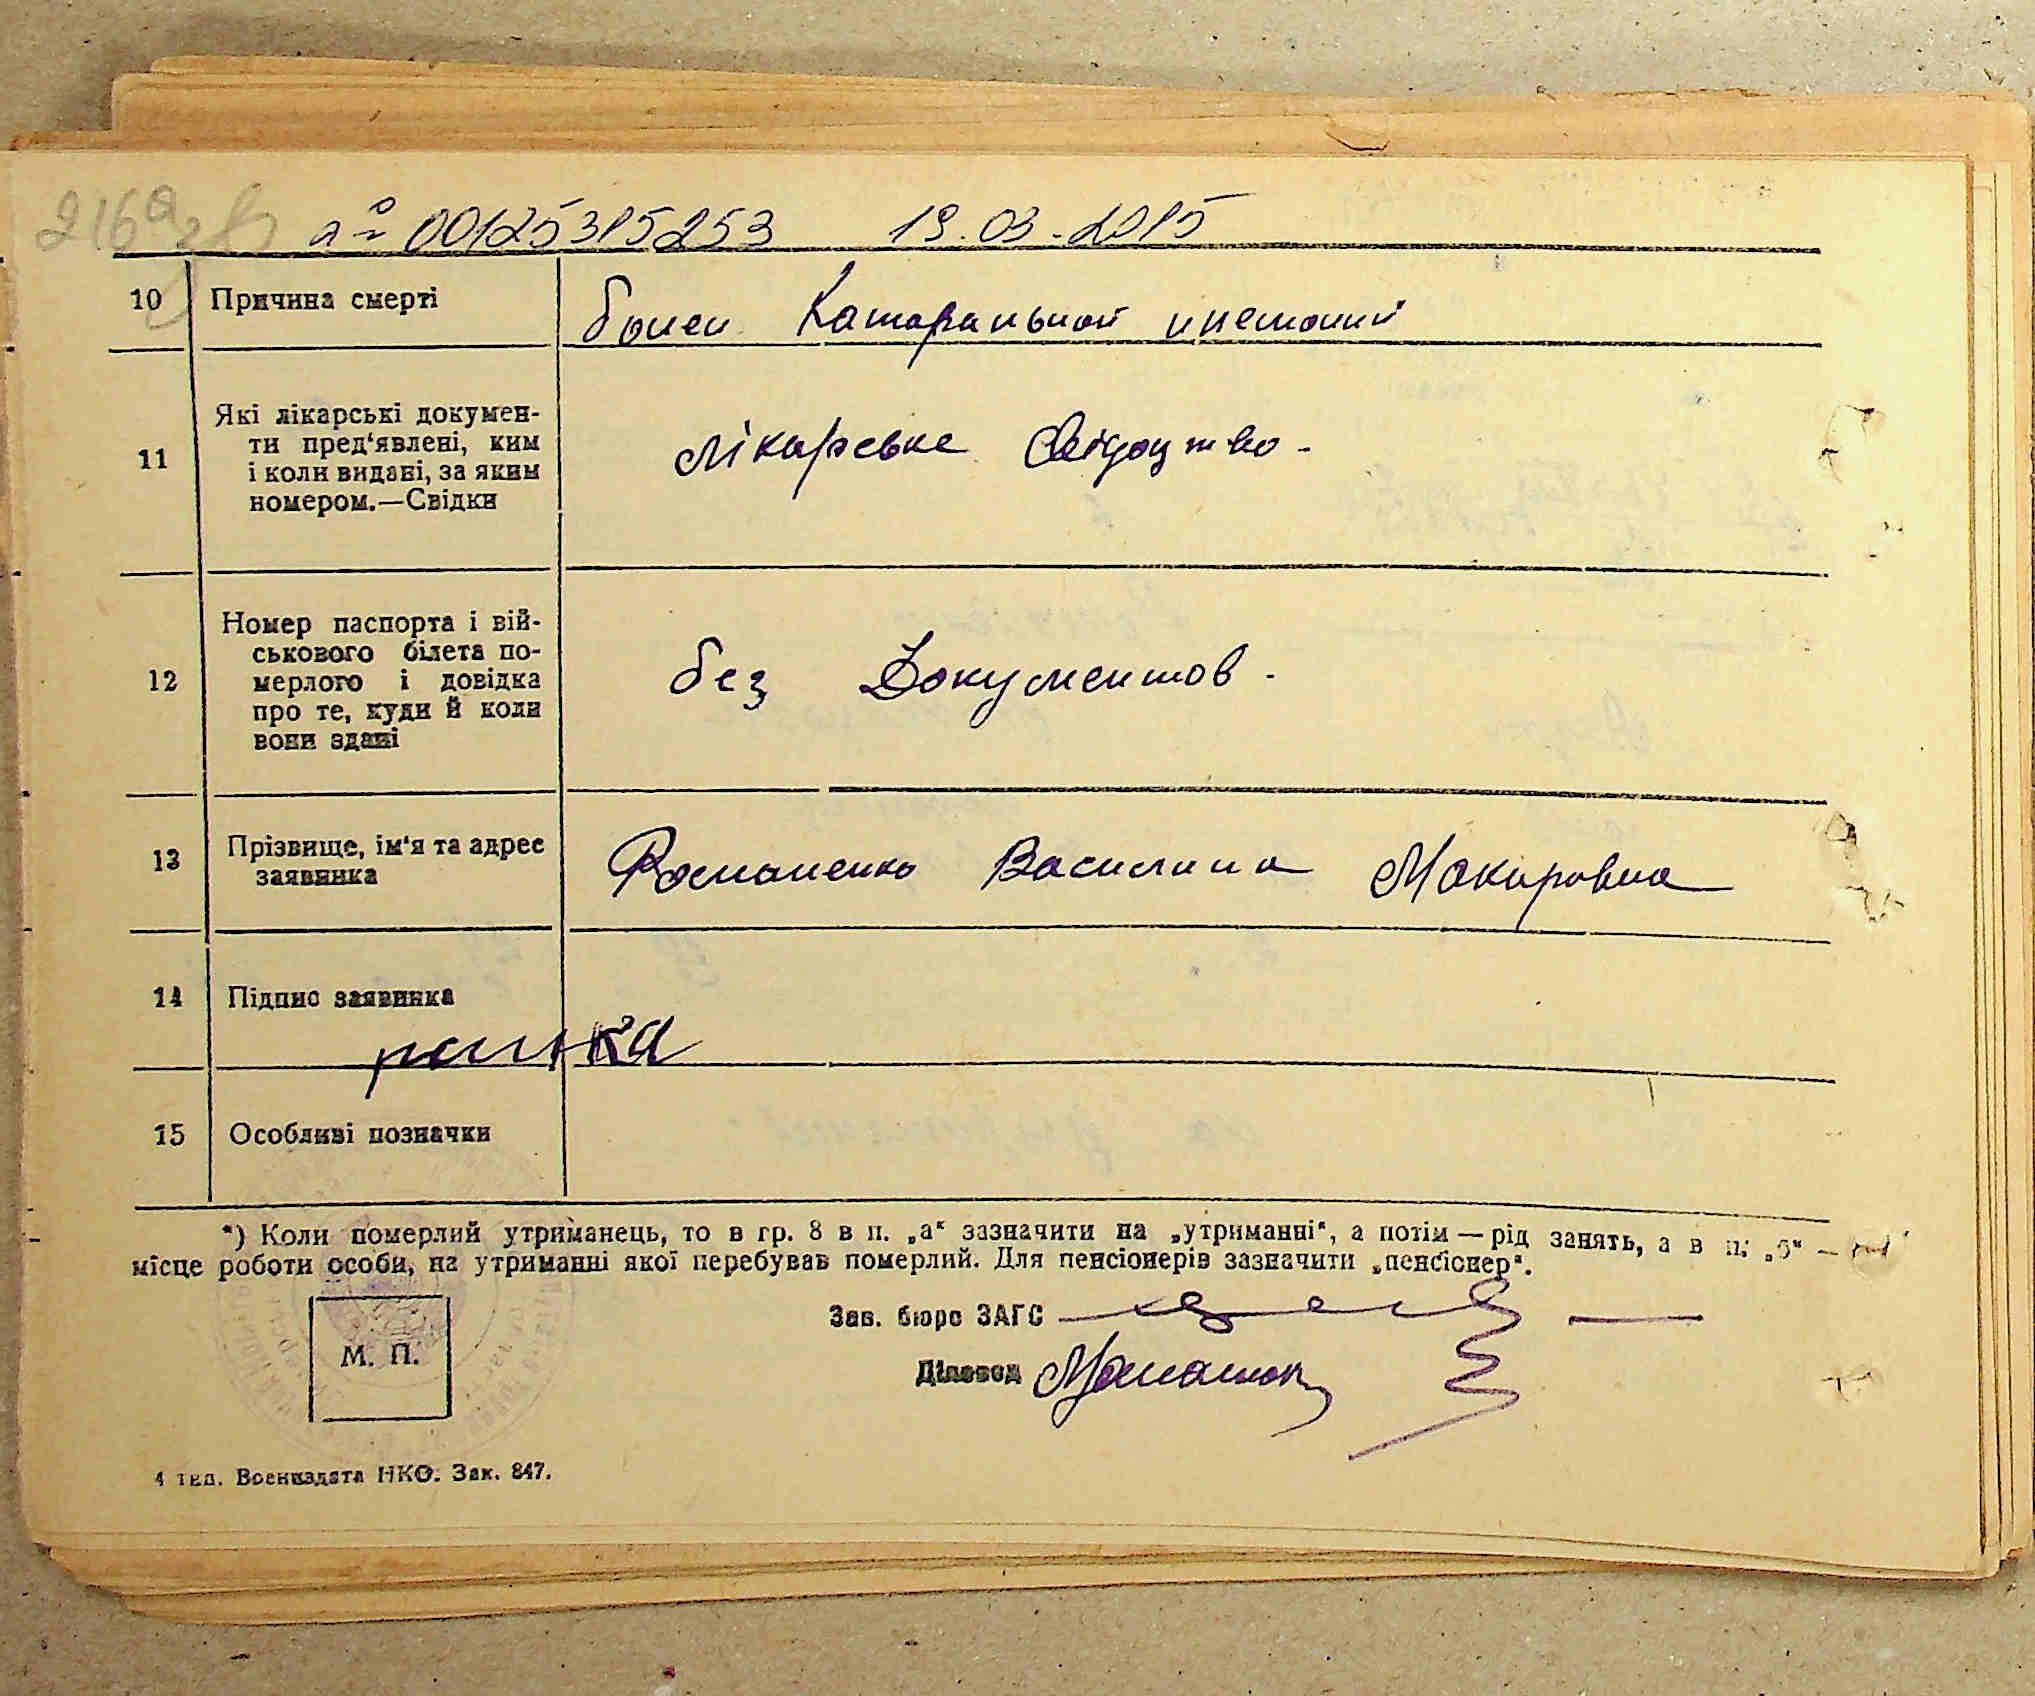 216а зв
а з № 00125315253 19.03.2015
10 Причина смерті
Катаральной
11 Які лікарські докумен-
ти пред‘явлені, ким
і коли видані, за яким
номером.—Свідки
Лікарське свідоцтво -
12 Номер паспорта і вій-
ськового білета по-
мерлого і довідка
про те, куди й коли
вони здані
без Документов -
13 Прізвище, ім‘я та адрес
заявника
Романенко Василина Макаровна
14 Підпис заявника
15 Особливі позначки
*) Коли померлий утриманець, то в гр. 8 в п. „а“ зазначити на „утриманні“, а потім — рід занять, а в п. „б“ —
місце роботи особи, на утриманні якої перебував померлий. Для пенсіонерів зазначити „пенсіонер“.
Зав. бюро ЗАГС
М. П.
Діловод
4 тип. Воениздата НКО. Зак. 847.